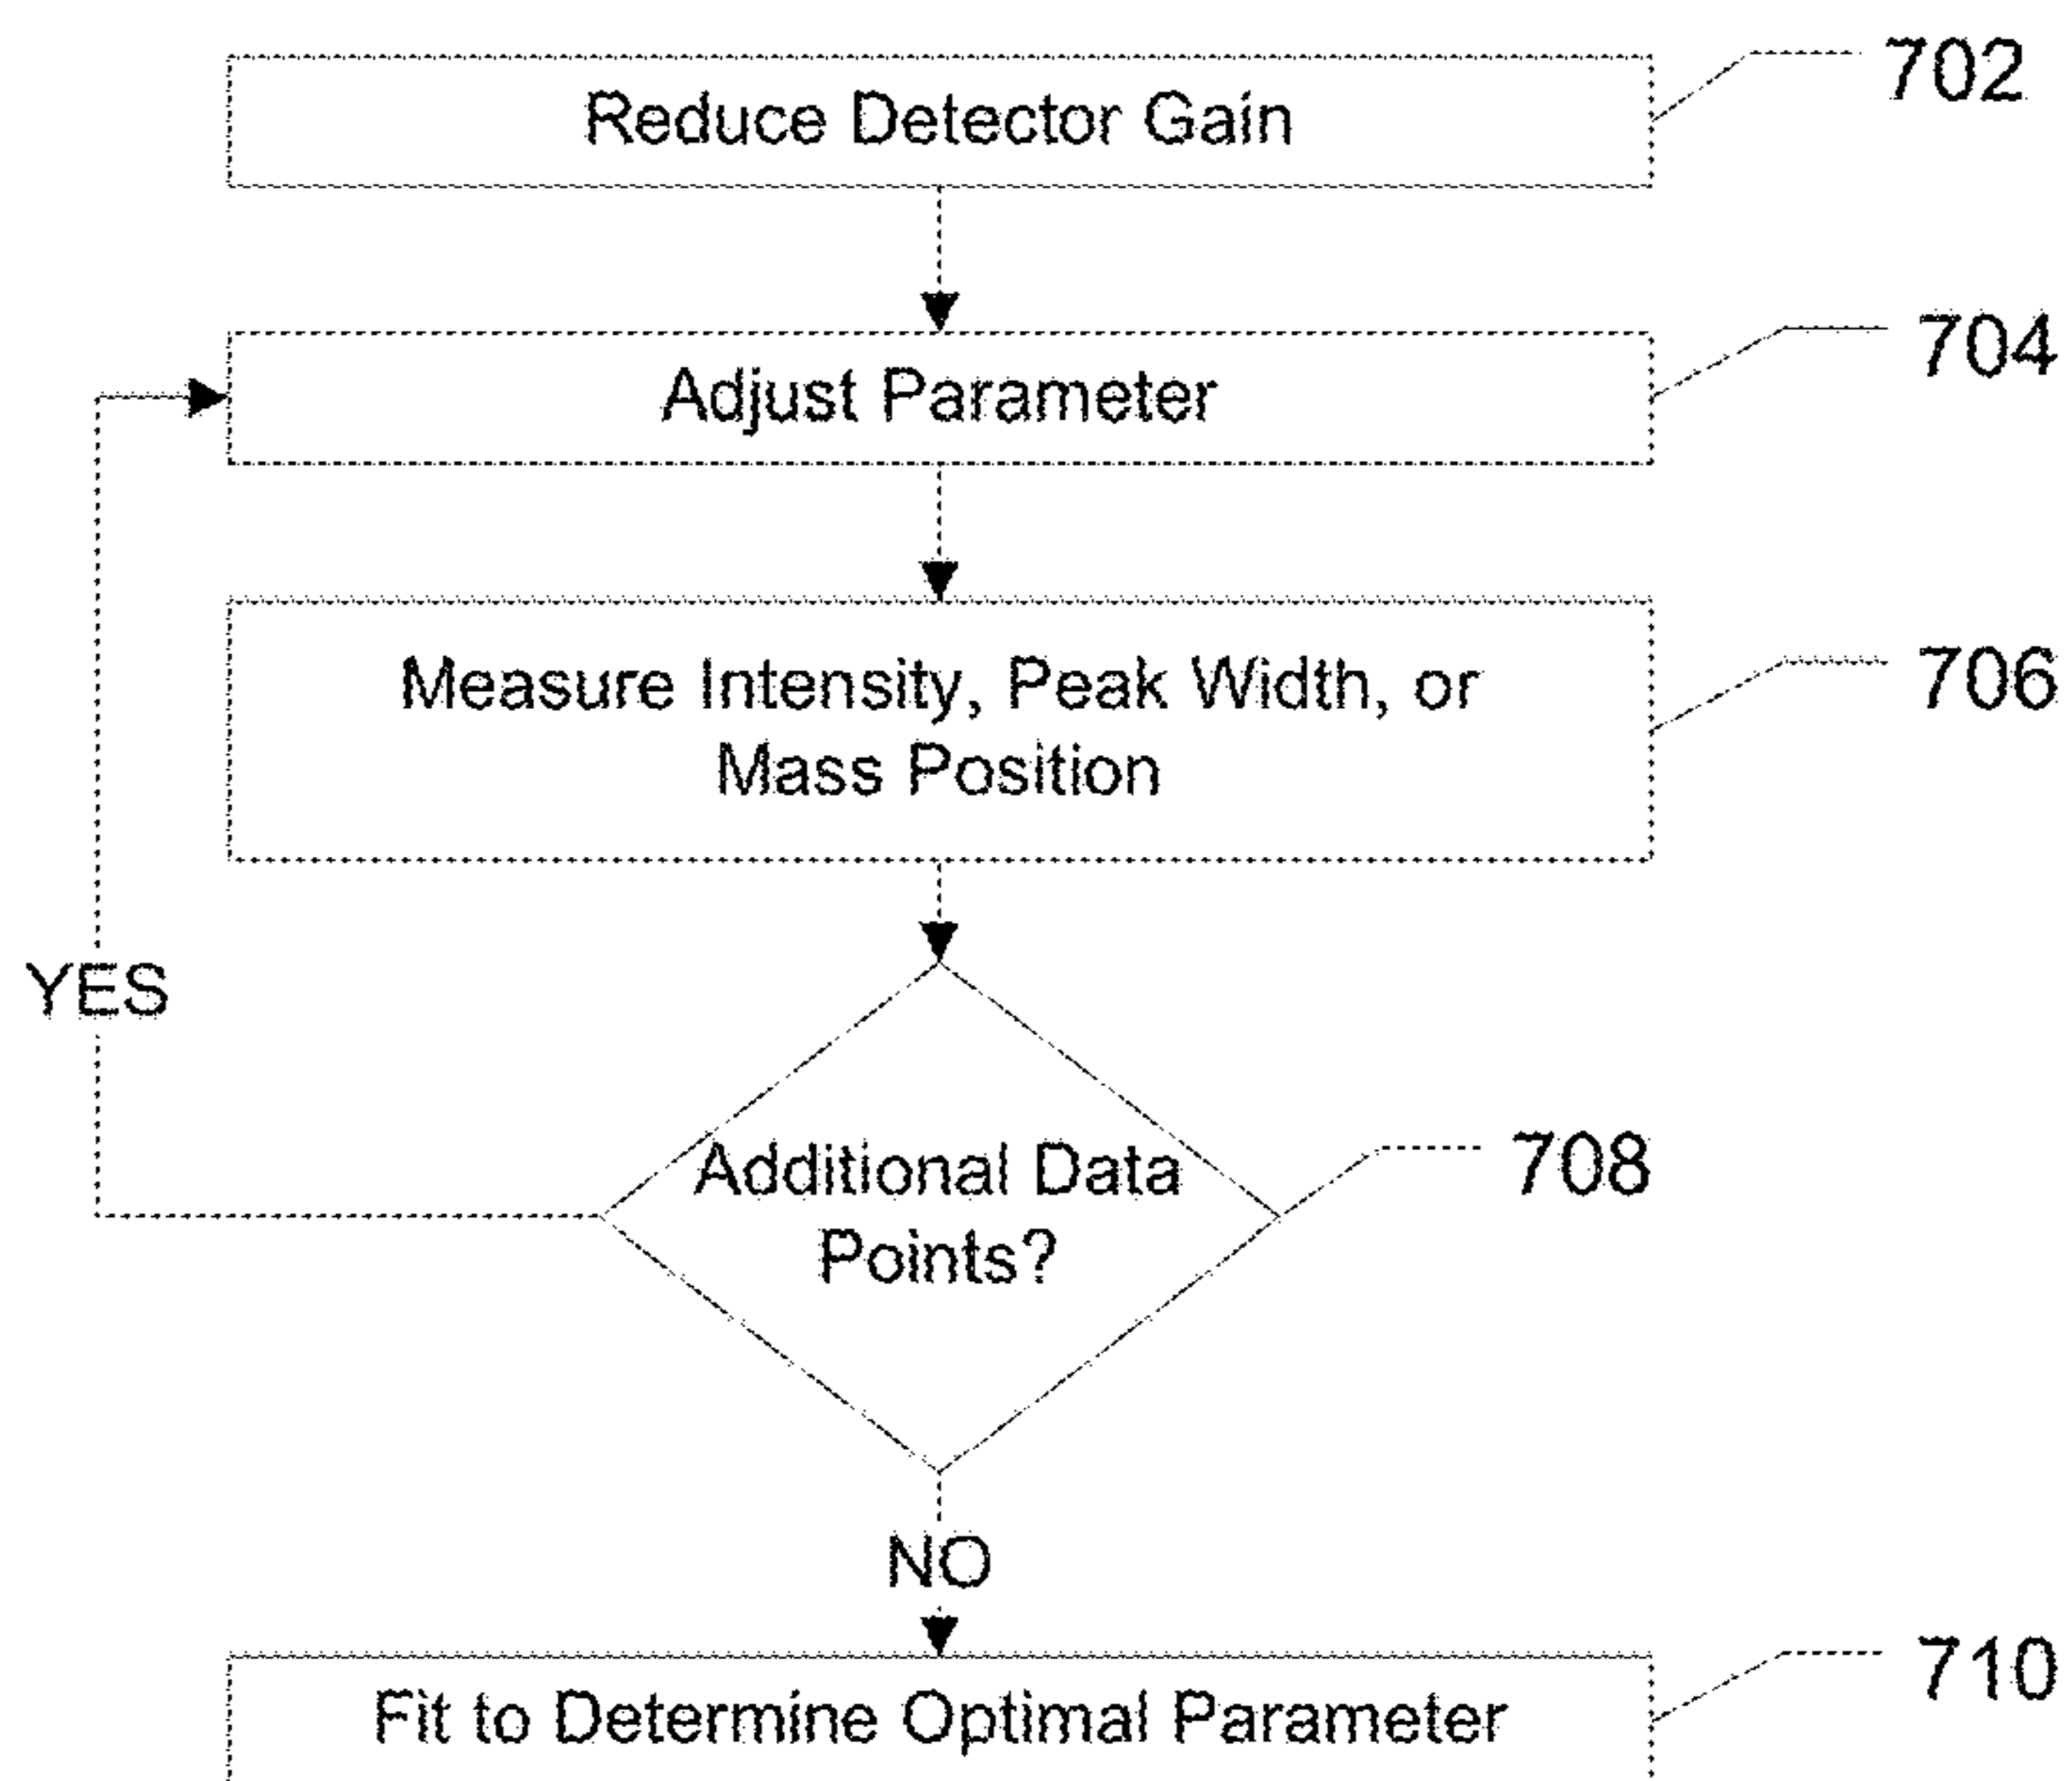 Reduce Detector Gain
702
Adjust Parameter
704
Measure Intensity, Peak Width, or
Mass Position
706
YES
Additional Data
Points?
708
NO
Fit to Determine Optimal Parameter
710